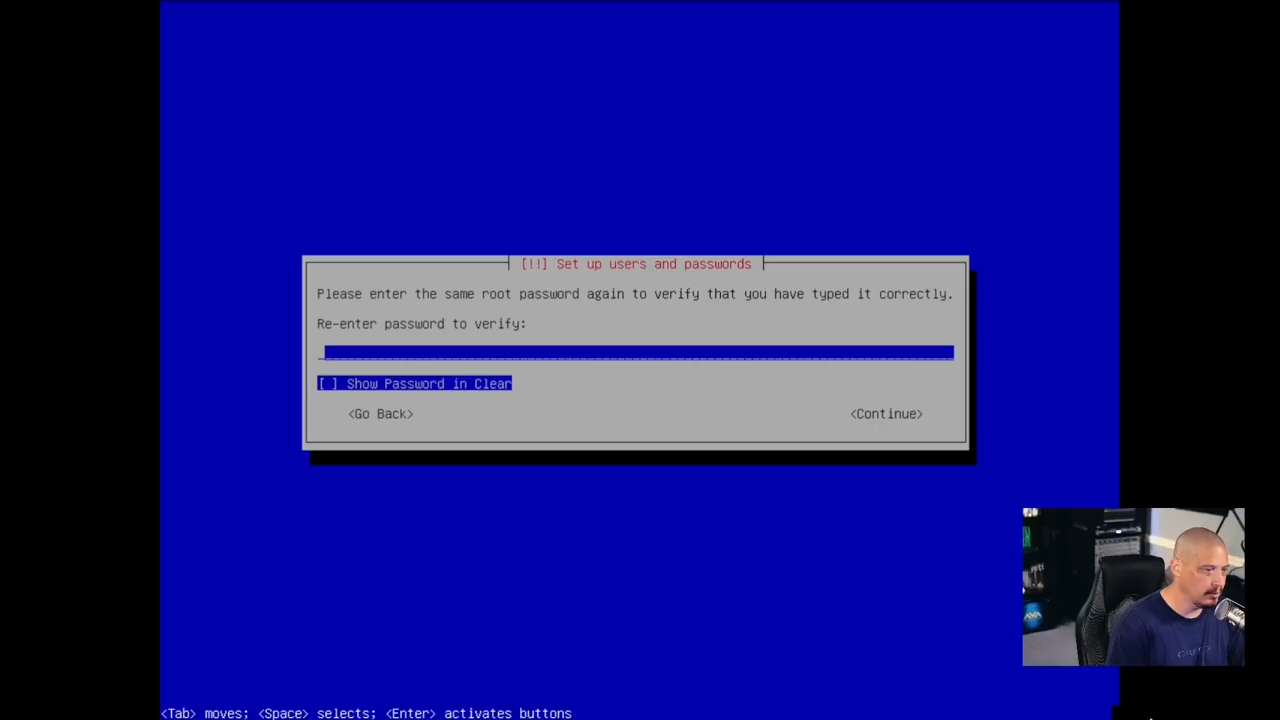 [!!] Set up users and passwords
Please enter the same root password again to verify that you have typed it correctly.
Re-enter password to verify:
[ ] Show Password in Clear
<Go Back>
<Continue>
<Tab> moves; <Space> selects; <Enter> activates buttons